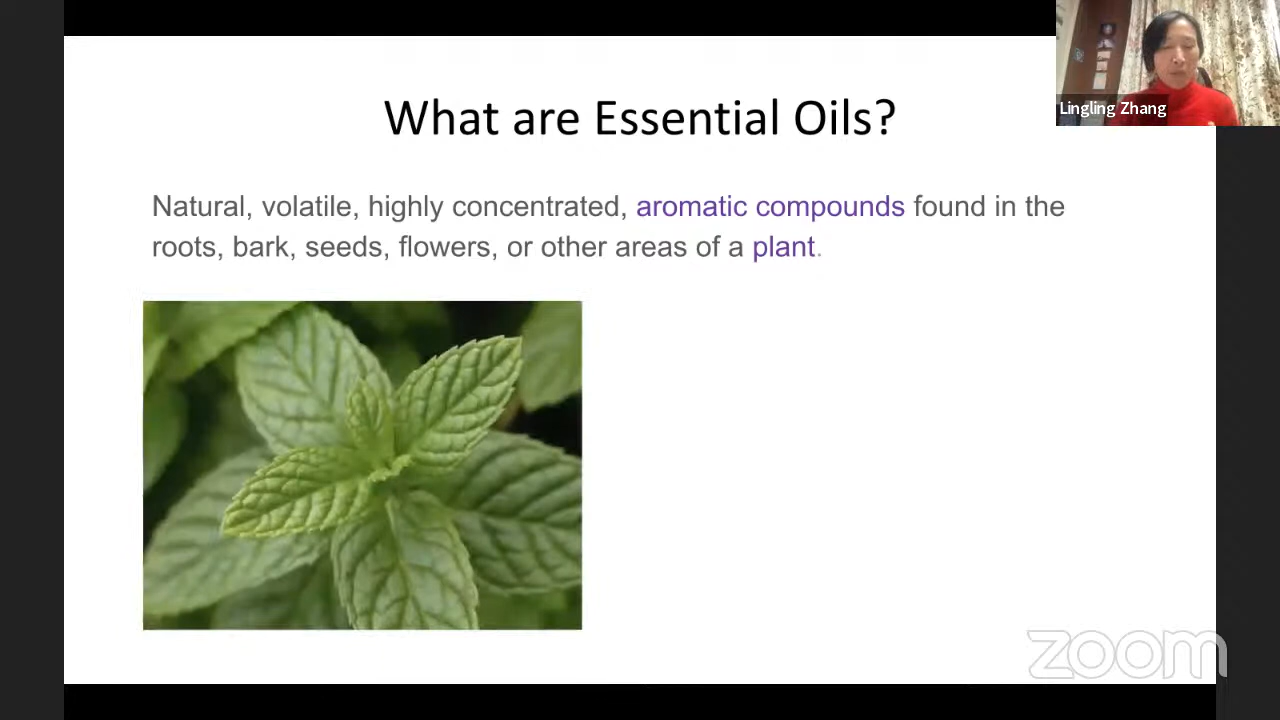 What are Essential Oils?
Lingling Zhang
Natural, volatile, highly concentrated, aromatic compounds found in the
roots, bark, seeds, flowers, or other areas of a plant.
zoom